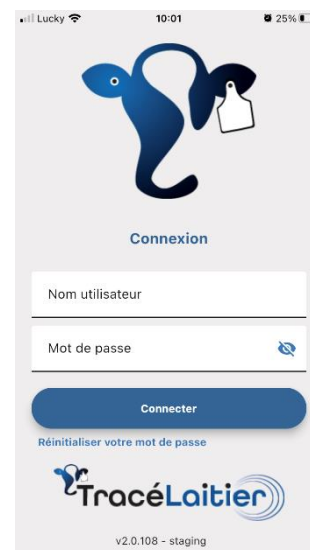 Lucky 10:01 25%
Connexion
Nom utilisateur
Mot de passe
Connecter
Réinitialiser votre mot de passe
TracéLaitier
v2.0.108 - staging